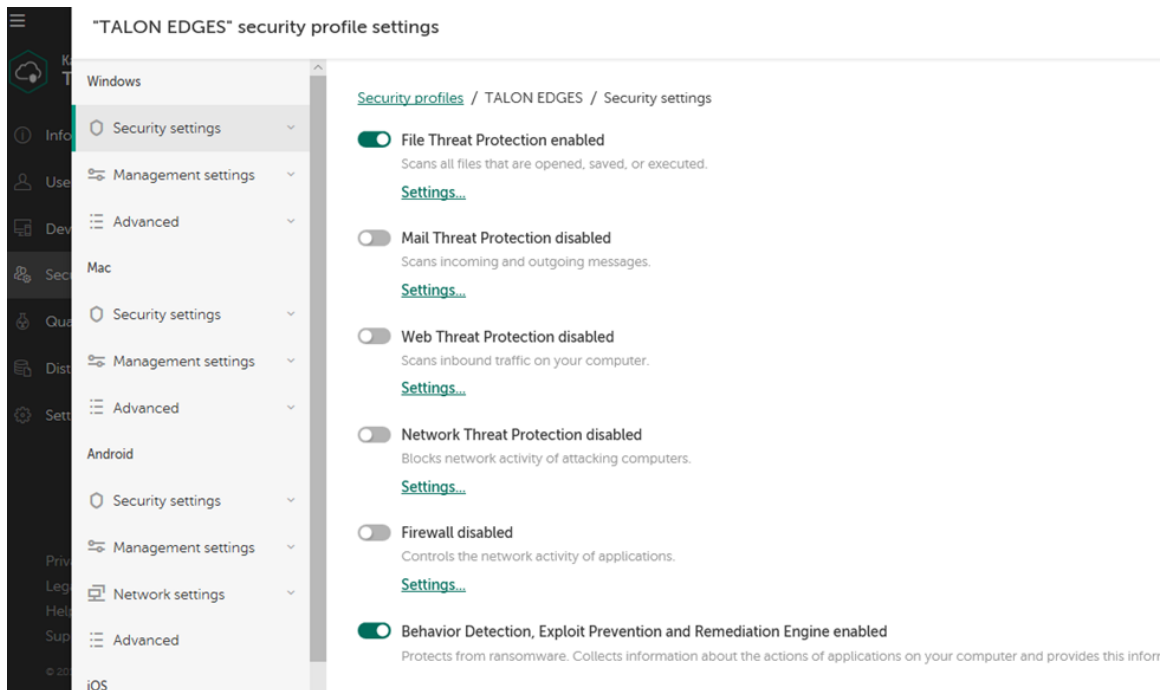 "TALON EDGES" security profile settings
Windows
Security settings
Management settings
Advanced
Mac
Security settings
Management settings
Advanced
Android
Security settings
Management settings
Network settings
Advanced
iOS
Security profiles / TALON EDGES / Security settings
File Threat Protection enabled
Scans all files that are opened, saved, or executed.
Settings...
Mail Threat Protection disabled
Scans incoming and outgoing messages.
Settings...
Web Threat Protection disabled
Scans inbound traffic on your computer.
Settings...
Network Threat Protection disabled
Blocks network activity of attacking computers.
Settings...
Firewall disabled
Controls the network activity of applications.
Settings...
Behavior Detection, Exploit Prevention and Remediation Engine enabled
Protects from ransomware. Collects information about the actions of applications on your computer and provides this infor